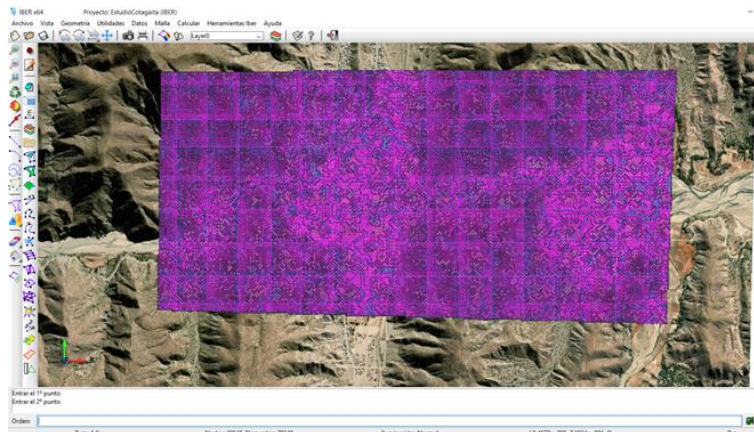 IBER x64 Proyecto: EstudioCotagaita (IBER)
Archivo Vista Geometría Utilidades Datos Malla Calcular Herramientas Iber Ayuda
Layer0
Entrar el 1º punto
Entrar el 2º punto
Orden: